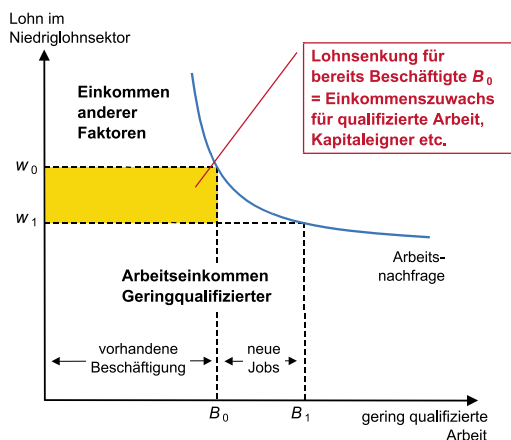 Lohn im
Niedriglohnsektor
Einkommen
anderer
Faktoren
Lohnsenkung für
bereits Beschäftigte B₀
= Einkommenszuwachs
für qualifizierte Arbeit,
Kapitaleigner etc.
w₀
w₁
Arbeits-
nachfrage
Arbeitseinkommen
Geringqualifizierter
vorhandene
Beschäftigung
neue
Jobs
B₀
B₁
gering qualifizierte
Arbeit